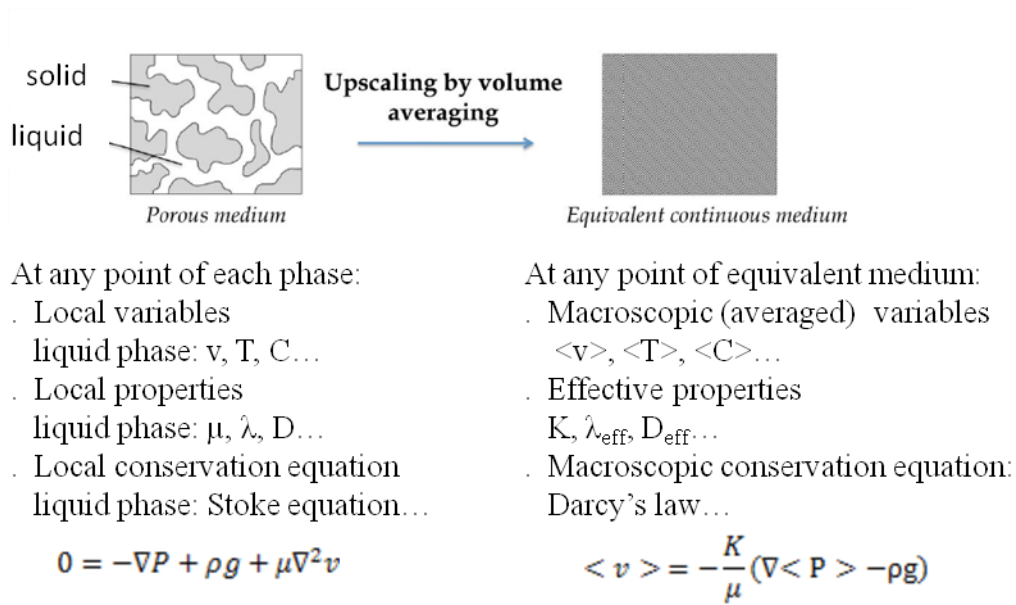 solid
liquid
Upscaling by volume
averaging
Porous medium
Equivalent continuous medium
At any point of each phase:
. Local variables
liquid phase: v, T, C…
. Local properties
liquid phase: μ, λ, D…
. Local conservation equation
liquid phase: Stoke equation…
0 = −∇P + ρg + μ∇²v
At any point of equivalent medium:
. Macroscopic (averaged) variables
<v>, <T>, <C>…
. Effective properties
K, λeff, Deff…
. Macroscopic conservation equation:
Darcy's law…
< v > = − K/μ (∇< P > −ρg)